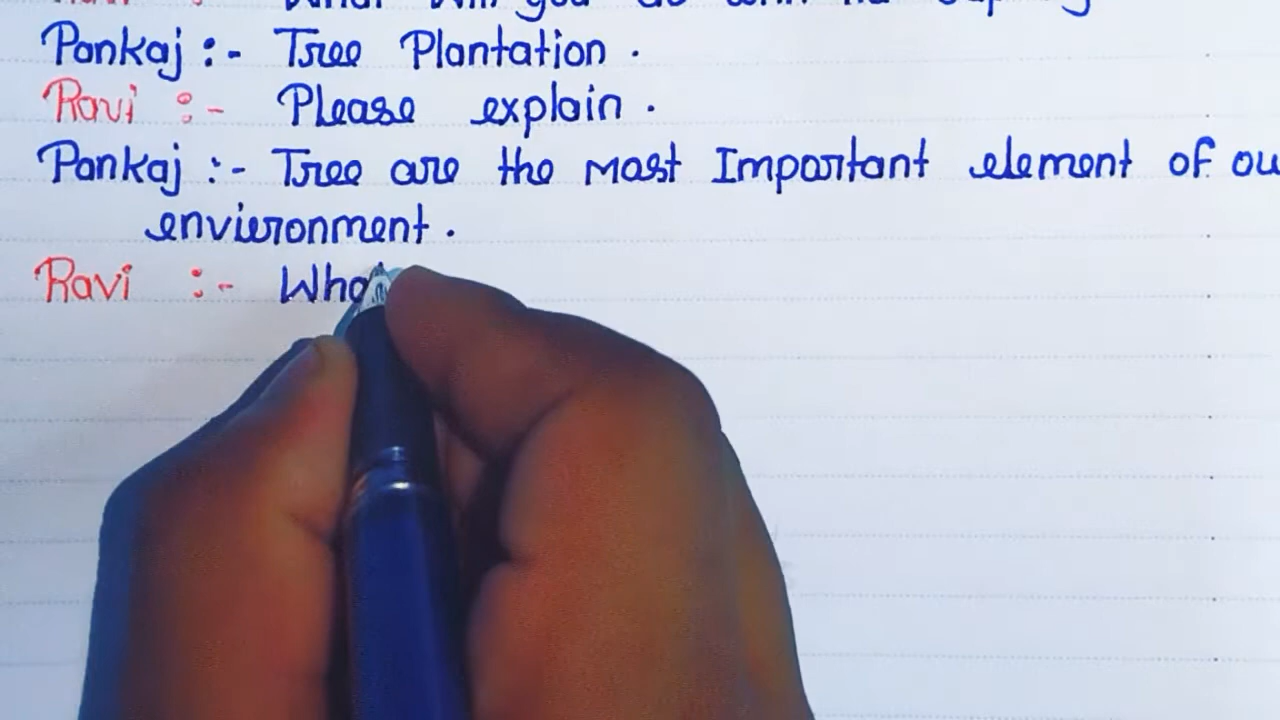 Pankaj :- Tree Plantation .
Ravi :- Please explain .
Pankaj :- Tree are the most Important element of ou
envieronment .
Ravi :- Wha